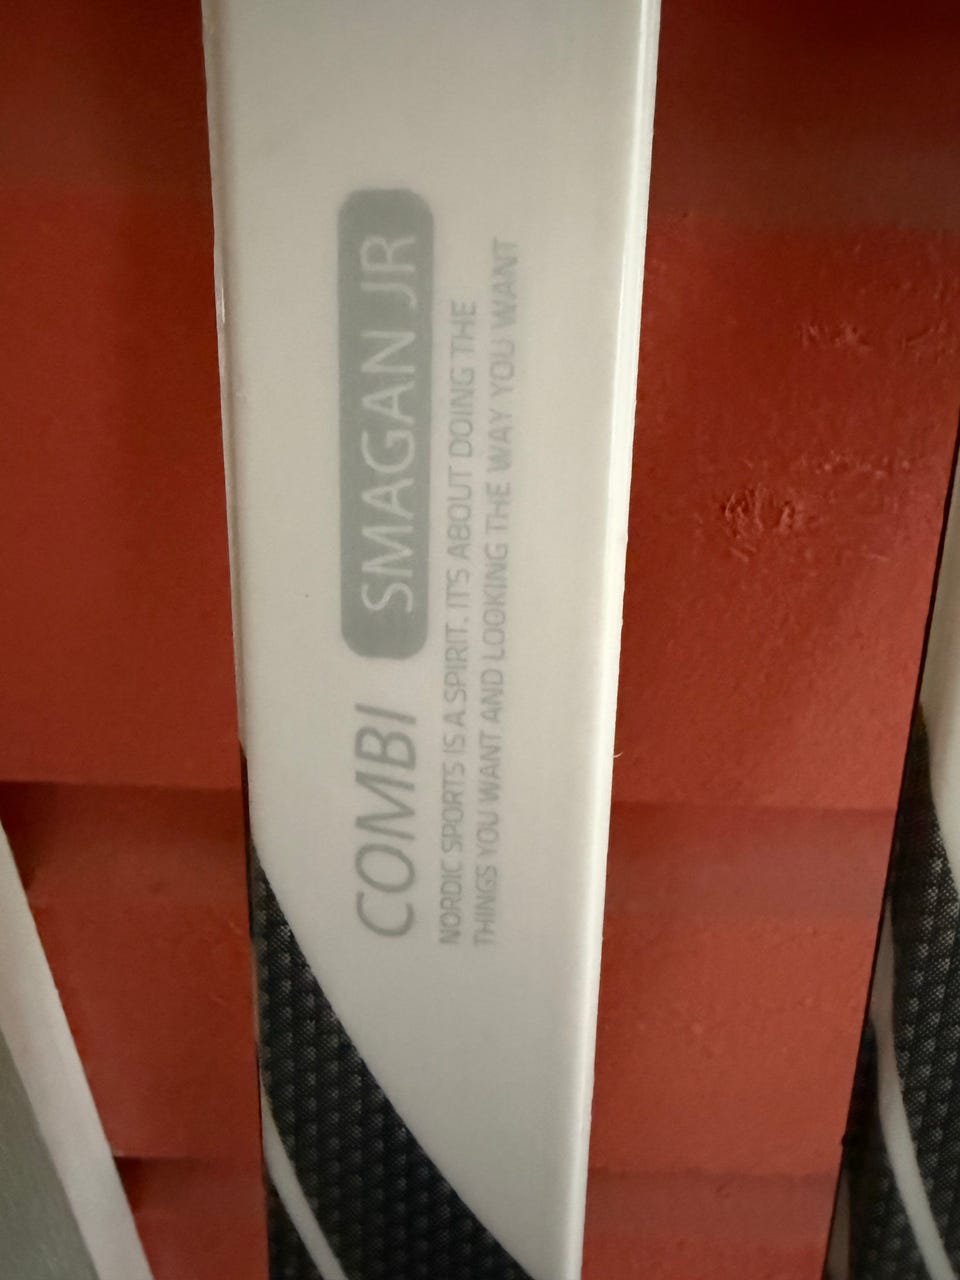 COMBI SMAGAN JR
NORDIC SPORTS IS A SPIRIT. IT'S ABOUT DOING THE
THINGS YOU WANT AND LOOKING THE WAY YOU WANT